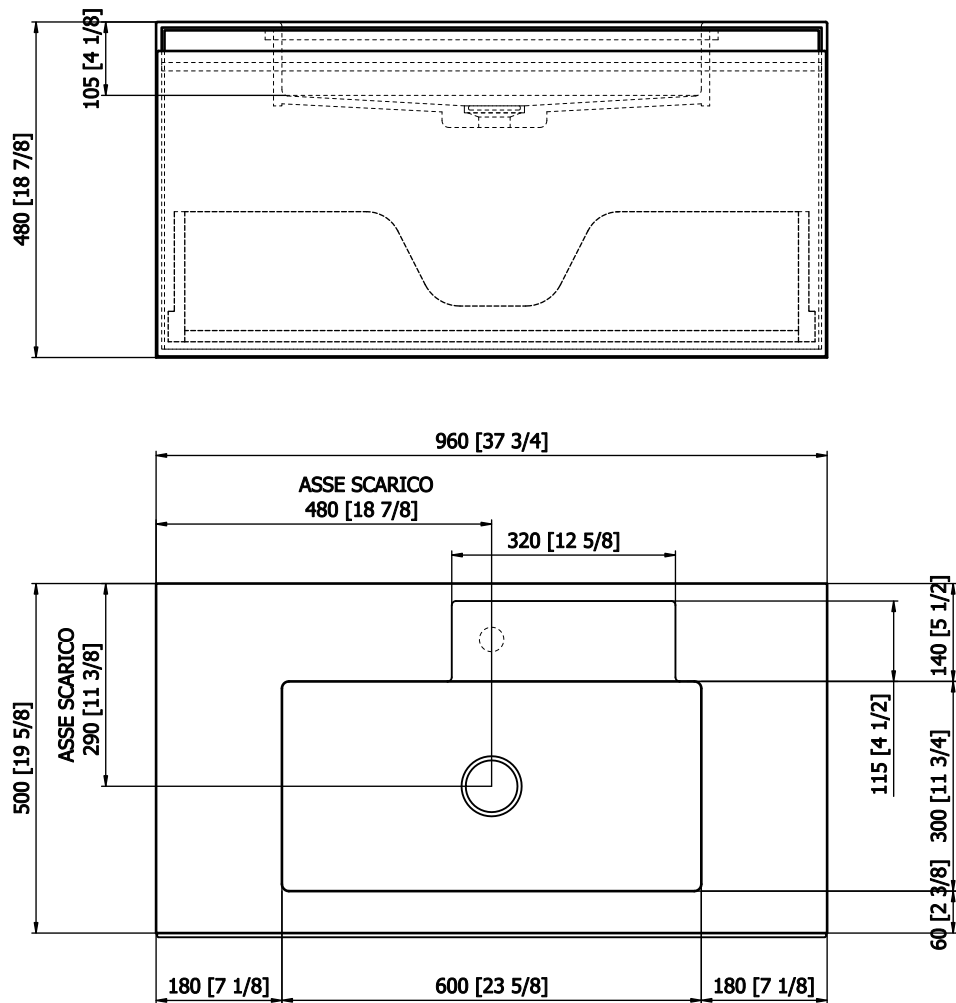 105 [4 1/8]
480 [18 7/8]
960 [37 3/4]
ASSE SCARICO
480 [18 7/8]
320 [12 5/8]
ASSE SCARICO
290 [11 3/8]
500 [19 5/8]
140 [5 1/2]
115 [4 1/2]
300 [11 3/4]
60 [2 3/8]
180 [7 1/8]
600 [23 5/8]
180 [7 1/8]